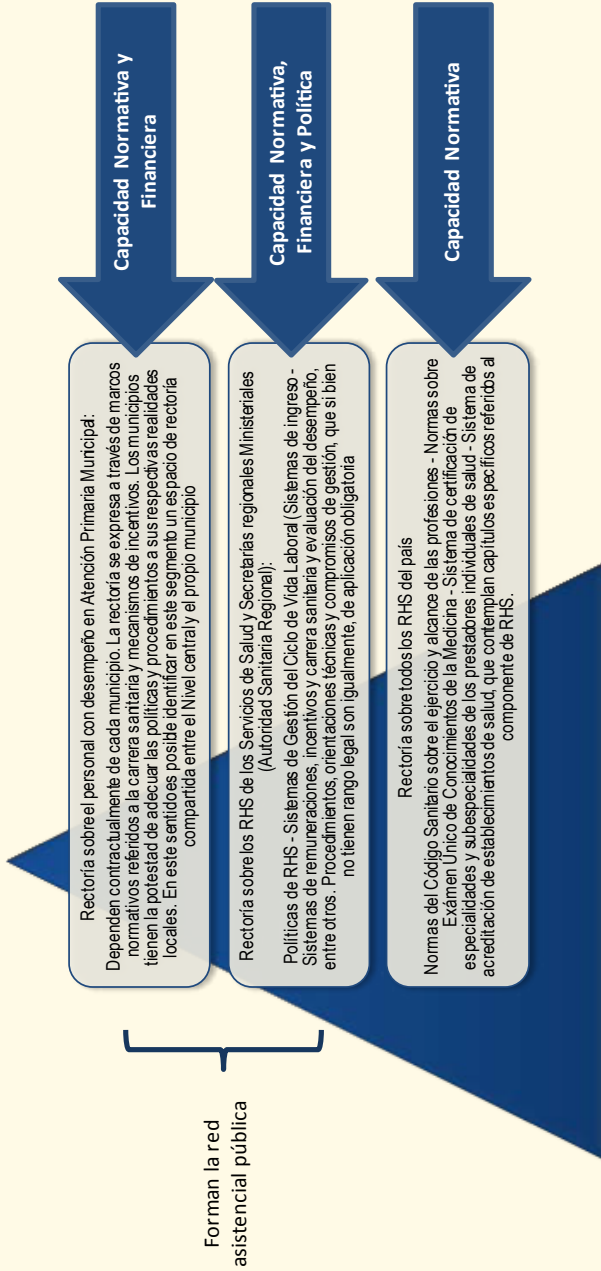 Forman la red
asistencial pública
Rectoría sobre el personal con desempeño en Atención Primaria Municipal:
Dependen contractualmente de cada municipio. La rectoría se expresa a través de marcos
normativos referidos a la carrera sanitaria y mecanismos de incentivos. Los municipios
tienen la potestad de adecuar las políticas y procedimientos a sus respectivas realidades
locales. En este sentido es posible identificar en este segmento un espacio de rectoría
compartida entre el Nivel central y el propio municipio
Capacidad Normativa y
Financiera
Rectoría sobre los RHS de los Servicios de Salud y Secretarías regionales Ministeriales
(Autoridad Sanitaria Regional):
Políticas de RHS - Sistemas de Gestión del Ciclo de Vida Laboral (Sistemas de ingreso -
Sistemas de remuneraciones, incentivos y carrera sanitaria y evaluación del desempeño,
entre otros. Procedimientos, orientaciones técnicas y compromisos de gestión, que si bien
no tienen rango legal son igualmente, de aplicación obligatoria
Capacidad Normativa,
Financiera y Política
Rectoría sobre todos los RHS del país
Normas del Código Sanitario sobre el ejercicio y alcance de las profesiones - Normas sobre
Exámen Unico de Conocimientos de la Medicina - Sistema de certificación de
especialidades y subespecialidades de los prestadores individuales de salud - Sistema de
acreditación de establecimientos de salud, que contemplan capítulos específicos referidos al
componente de RHS.
Capacidad Normativa